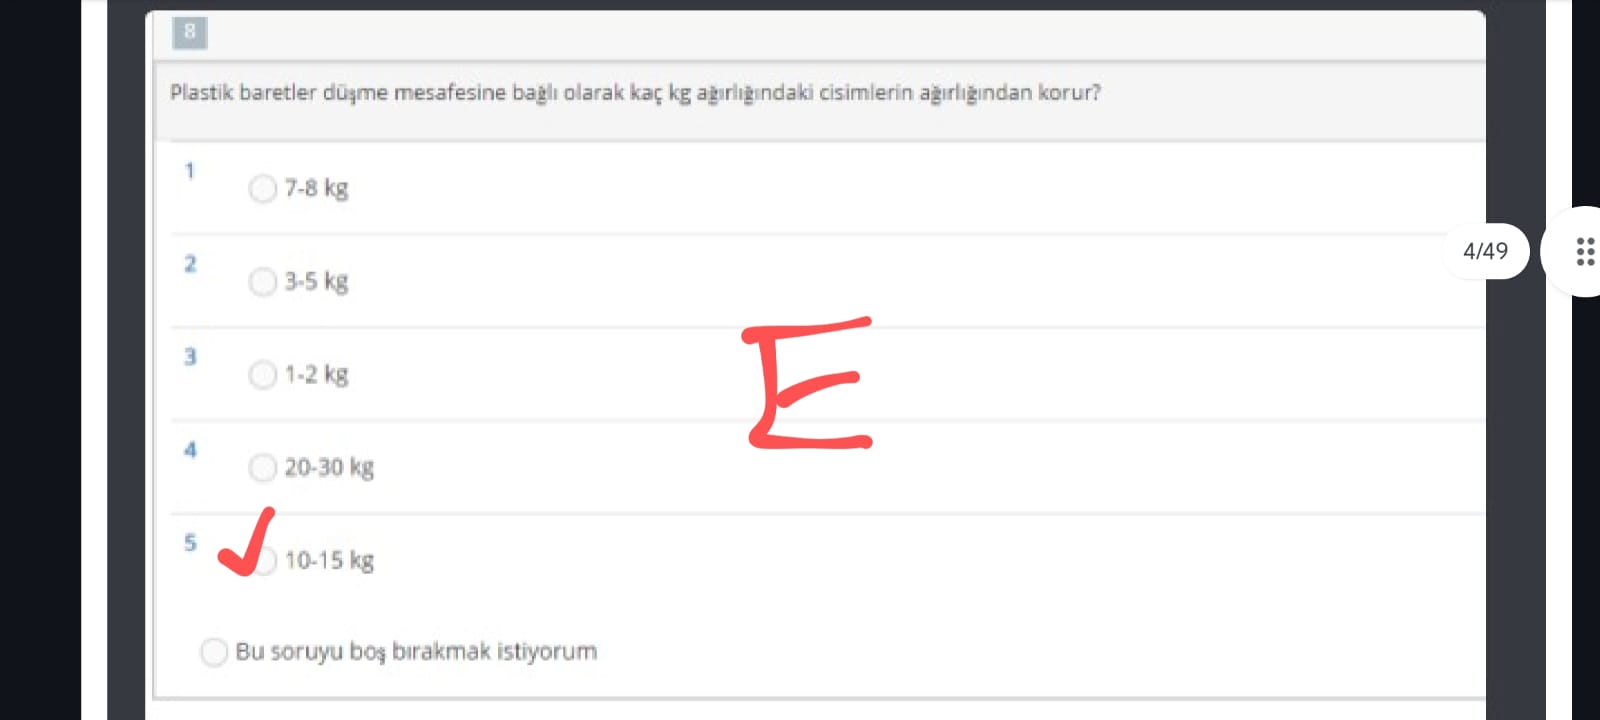 8
Plastik baretler düşme mesafesine bağlı olarak kaç kg ağırlığındaki cisimlerin ağırlığından korur?
1
7-8 kg
2
3-5 kg
4/49
3
1-2 kg
E
4
20-30 kg
5
10-15 kg
Bu soruyu boş bırakmak istiyorum